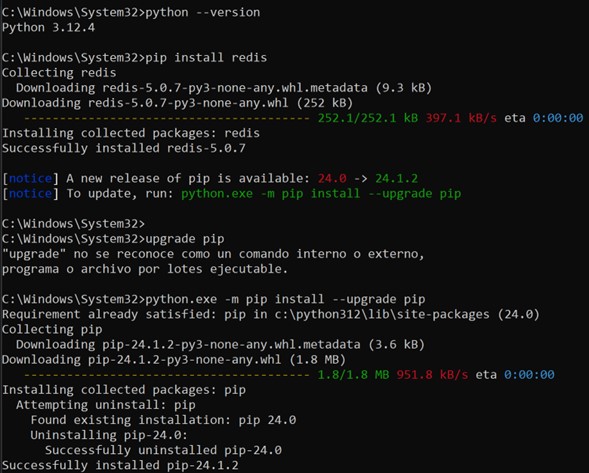 C:\Windows\System32>python --version
Python 3.12.4
C:\Windows\System32>pip install redis
Collecting redis
Downloading redis-5.0.7-py3-none-any.whl.metadata (9.3 kB)
Downloading redis-5.0.7-py3-none-any.whl (252 kB)
---------------------------------------- 252.1/252.1 kB 397.1 kB/s eta 0:00:00
Installing collected packages: redis
Successfully installed redis-5.0.7
[notice] A new release of pip is available: 24.0 -> 24.1.2
[notice] To update, run: python.exe -m pip install --upgrade pip
C:\Windows\System32>
C:\Windows\System32>upgrade pip
"upgrade" no se reconoce como un comando interno o externo,
programa o archivo por lotes ejecutable.
C:\Windows\System32>python.exe -m pip install --upgrade pip
Requirement already satisfied: pip in c:\python312\lib\site-packages (24.0)
Collecting pip
Downloading pip-24.1.2-py3-none-any.whl.metadata (3.6 kB)
Downloading pip-24.1.2-py3-none-any.whl (1.8 MB)
---------------------------------------- 1.8/1.8 MB 951.8 kB/s eta 0:00:00
Installing collected packages: pip
Attempting uninstall: pip
Found existing installation: pip 24.0
Uninstalling pip-24.0:
Successfully uninstalled pip-24.0
Successfully installed pip-24.1.2